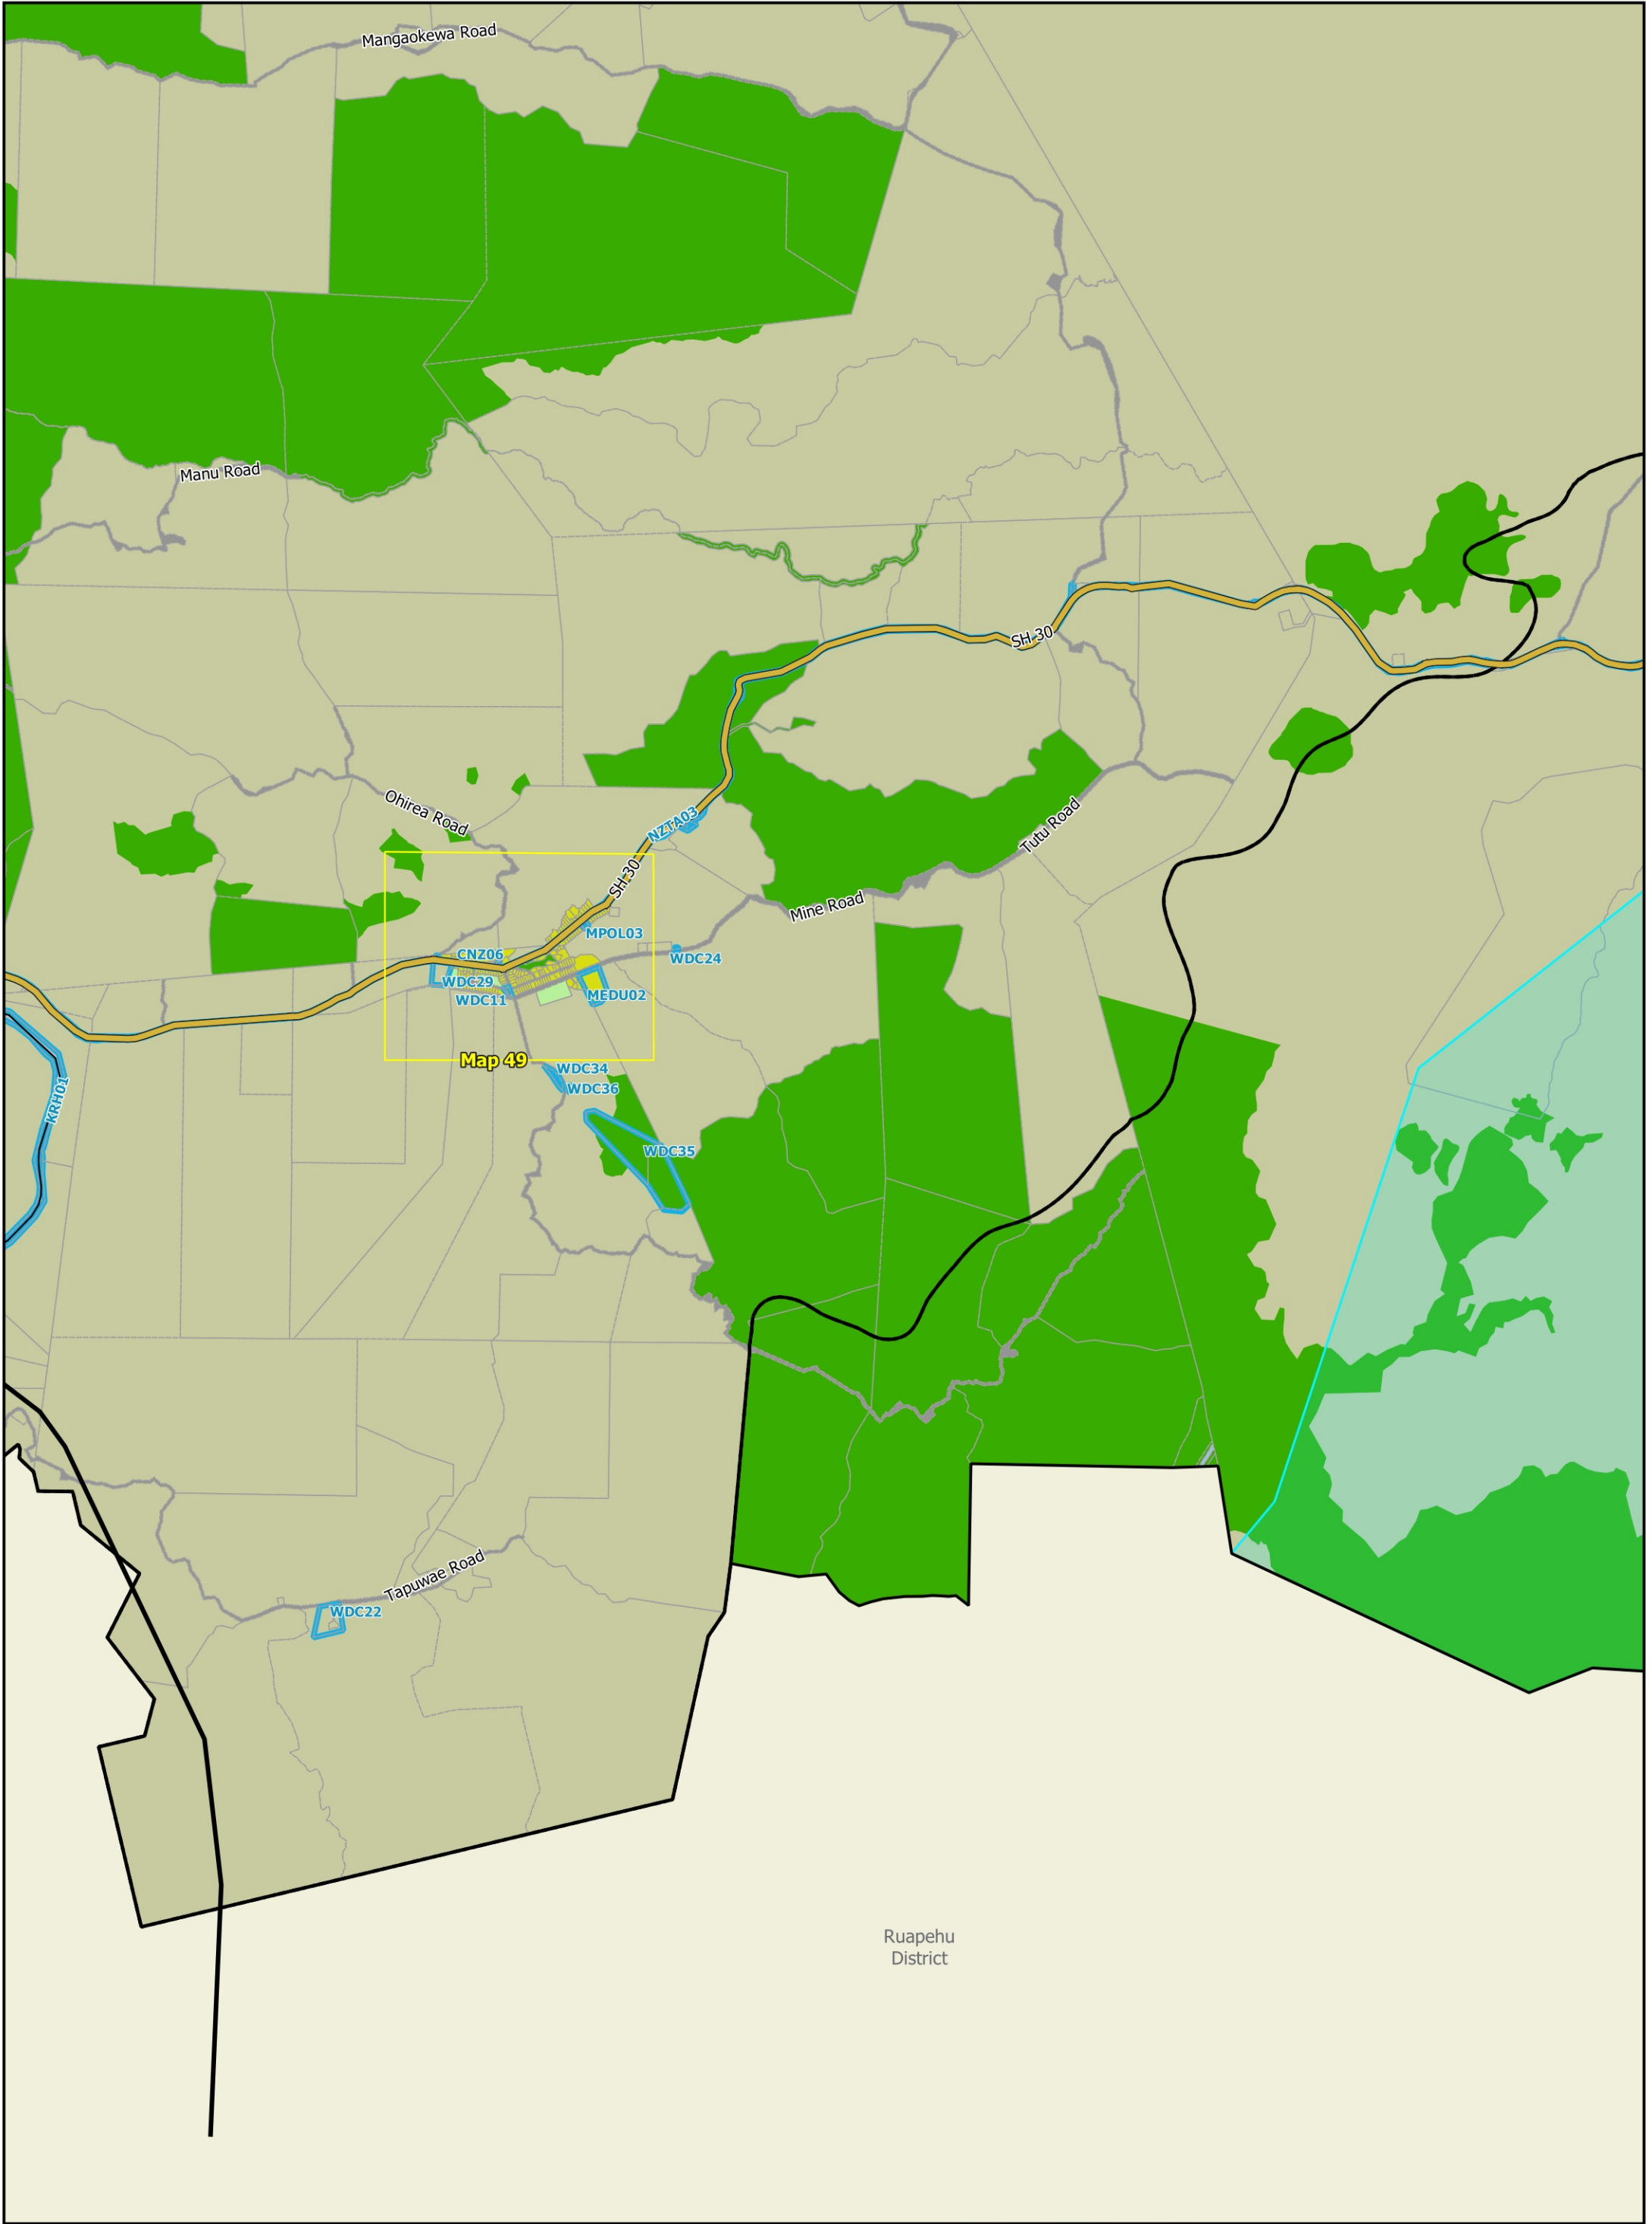 Mangaokewa Road
Manu Road
SH 30
Ohirea Road
NZTA03
Tutu Road
SH 30
Mine Road
MPOL03
CNZ06
WDC24
WDC29
MEDU02
WDC11
Map 49
WDC34
WDC36
KRH01
WDC35
Tapuwae Road
WDC22
Ruapehu
District